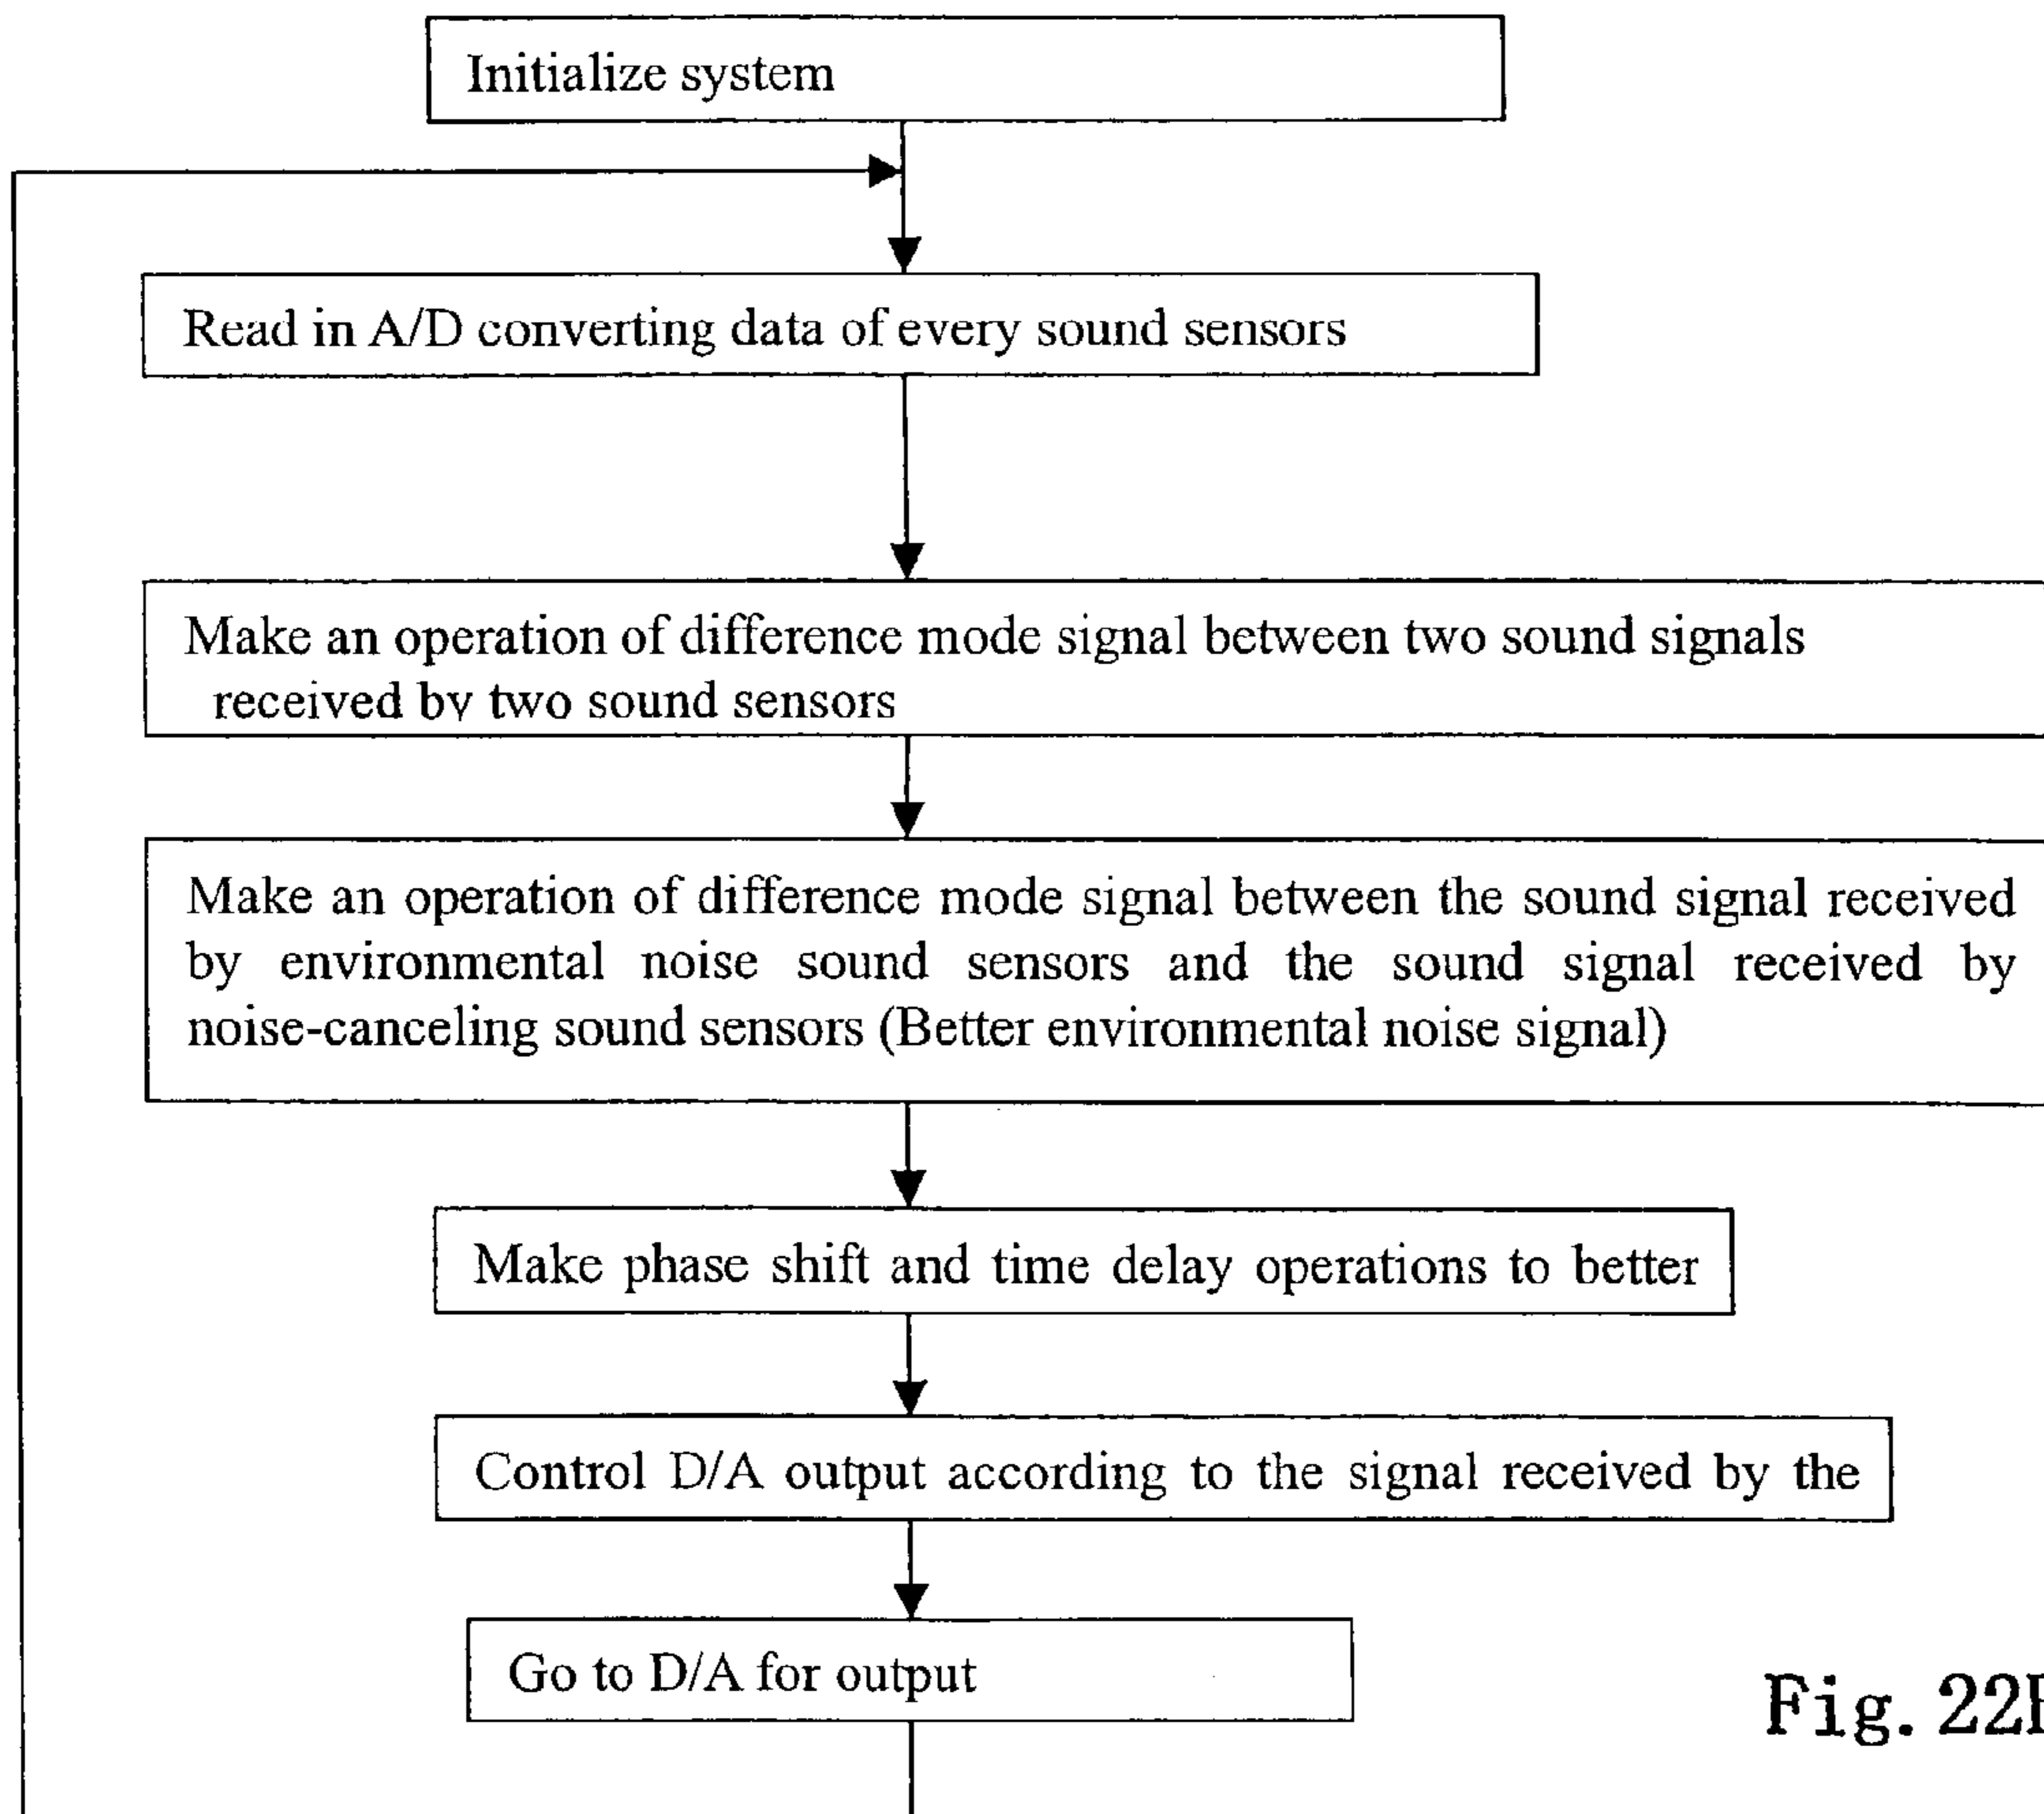 Initialize system
Read in A/D converting data of every sound sensors
Make an operation of difference mode signal between two sound signals
received by two sound sensors
Make an operation of difference mode signal between the sound signal received
by environmental noise sound sensors and the sound signal received by
noise-canceling sound sensors (Better environmental noise signal)
Make phase shift and time delay operations to better
Control D/A output according to the signal received by the
Go to D/A for output
Fig. 22